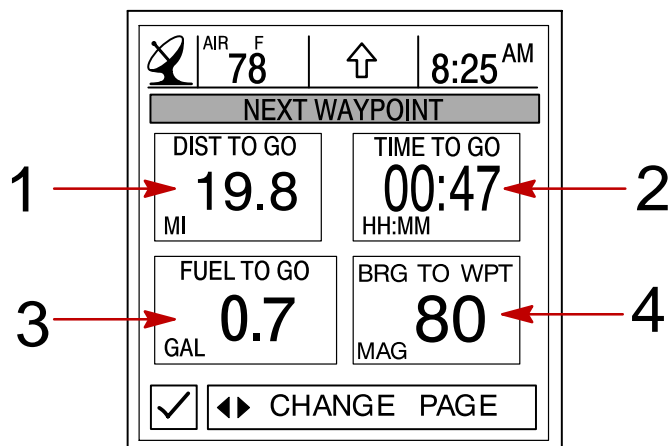 AIR F
78
8:25 AM
NEXT WAYPOINT
DIST TO GO
19.8
MI
TIME TO GO
00:47
HH:MM
FUEL TO GO
0.7
GAL
BRG TO WPT
80
MAG
CHANGE PAGE
1
2
3
4